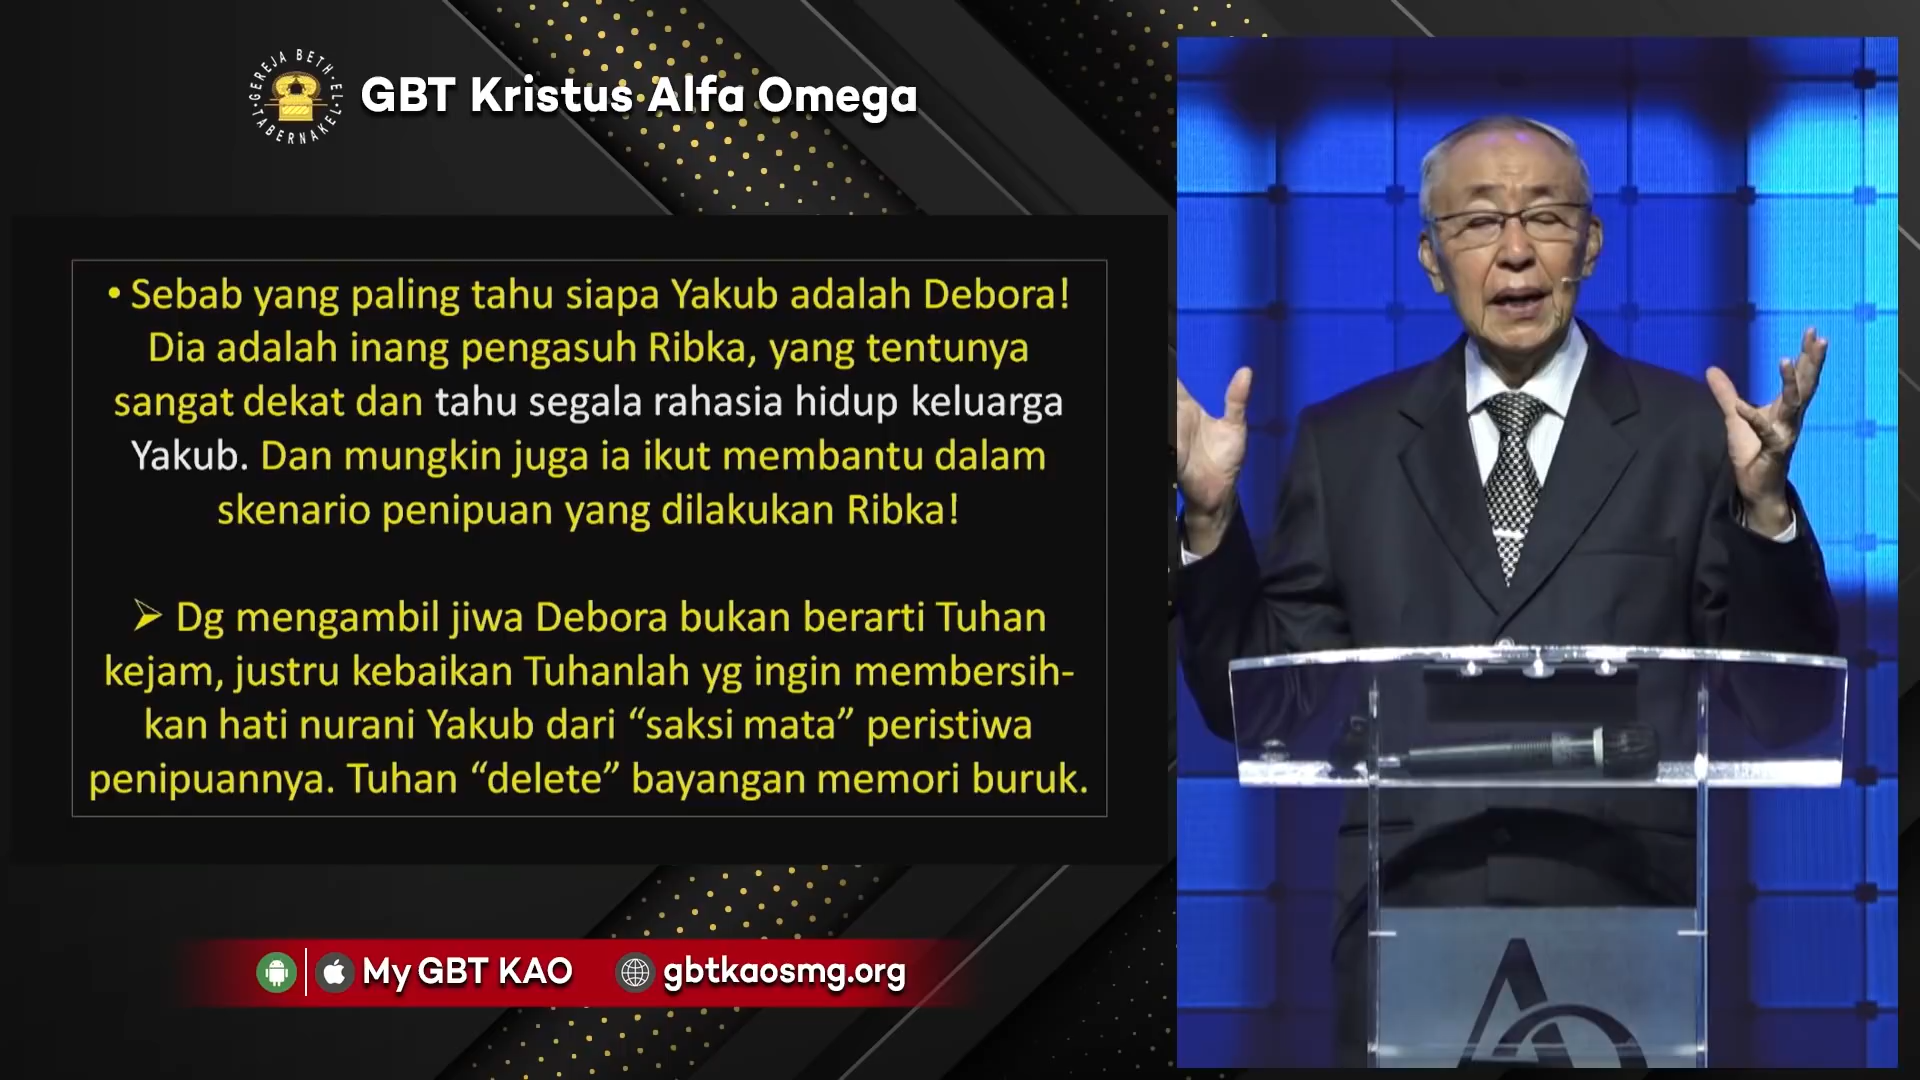 GEREJA BETH-EL
TABERNAKEL
GBT Kristus Alfa Omega
• Sebab yang paling tahu siapa Yakub adalah Debora!
Dia adalah inang pengasuh Ribka, yang tentunya
sangat dekat dan tahu segala rahasia hidup keluarga
Yakub. Dan mungkin juga ia ikut membantu dalam
skenario penipuan yang dilakukan Ribka!
➢ Dg mengambil jiwa Debora bukan berarti Tuhan
kejam, justru kebaikan Tuhanlah yg ingin membersih-
kan hati nurani Yakub dari “saksi mata” peristiwa
penipuannya. Tuhan “delete” bayangan memori buruk.
My GBT KAO
gbtkaosmg.org